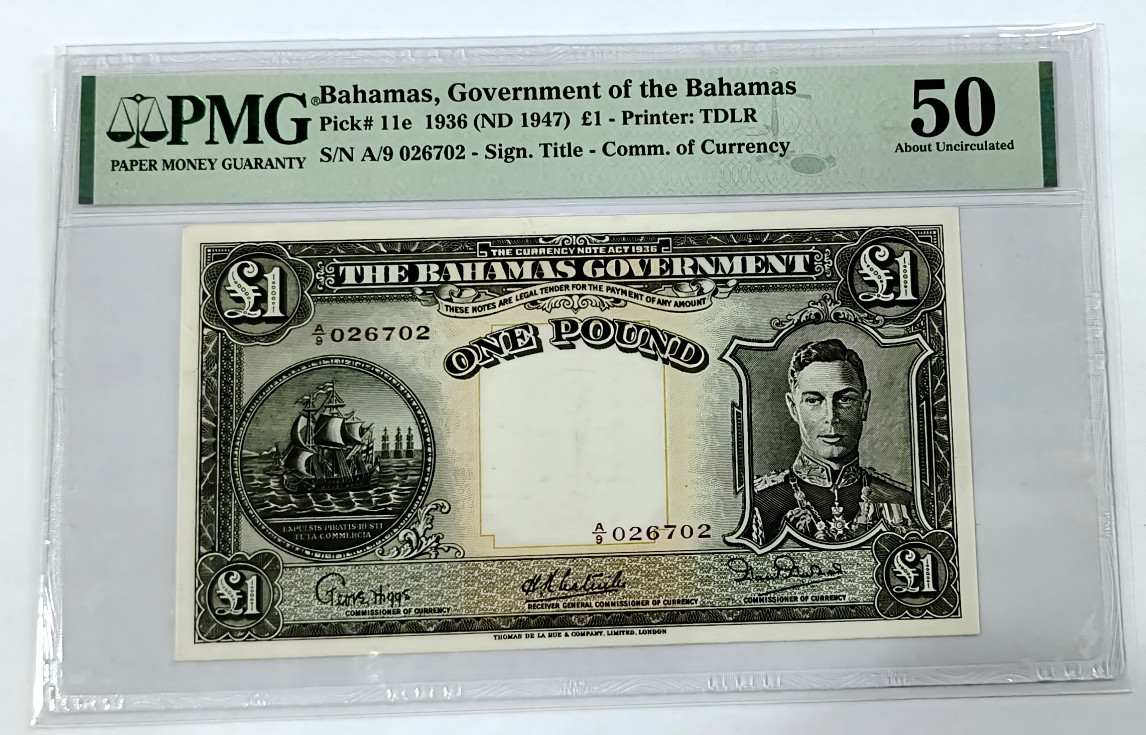 PMG®
PAPER MONEY GUARANTY
Bahamas, Government of the Bahamas
Pick# 11e 1936 (ND 1947) £1 - Printer: TDLR
S/N A/9 026702 - Sign. Title - Comm. of Currency
50
About Uncirculated
THE CURRENCY NOTE ACT 1936
£1 THE BAHAMAS GOVERNMENT £1
THESE NOTES ARE LEGAL TENDER FOR THE PAYMENT OF ANY AMOUNT
A/9 026702
ONE POUND
EXPULSIS PIRATIS RESTI
TUTA COMMERCIA
A/9 026702
£1 £1
George Higgs
COMMISSIONER OF CURRENCY
RECEIVER GENERAL COMMISSIONER OF CURRENCY
COMMISSIONER OF CURRENCY
THOMAS DE LA RUE & COMPANY, LIMITED, LONDON